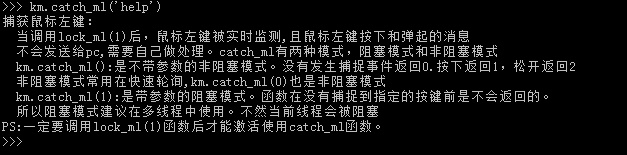 >>> km.catch_ml('help')
捕获鼠标左键:
当调用lock_ml(1)后，鼠标左键被实时监测,且鼠标左键按下和弹起的消息
不会发送给pc,需要自己做处理。catch_ml有两种模式，阻塞模式和非阻塞模式
km.catch_ml():是不带参数的非阻塞模式。没有发生捕捉事件返回0.按下返回1，松开返回2
非阻塞模式常用在快速轮询,km.catch_ml(0)也是非阻塞模式
km.catch_ml(1):是带参数的阻塞模式。函数在没有捕捉到指定的按键前是不会返回的。
所以阻塞模式建议在多线程中使用。不然当前线程会被阻塞
PS:一定要调用lock_ml(1)函数后才能激活使用catch_ml函数。
>>>